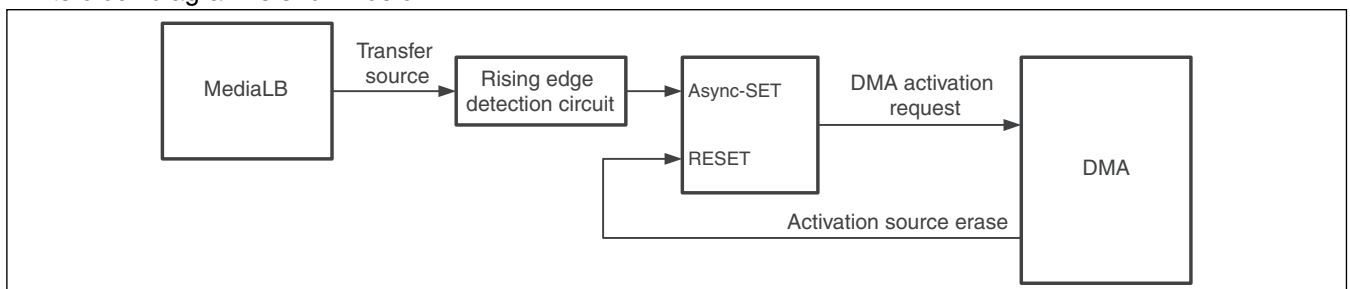 MediaLB
Transfer
source
Rising edge
detection circuit
Async-SET
RESET
DMA activation
request
DMA
Activation source erase